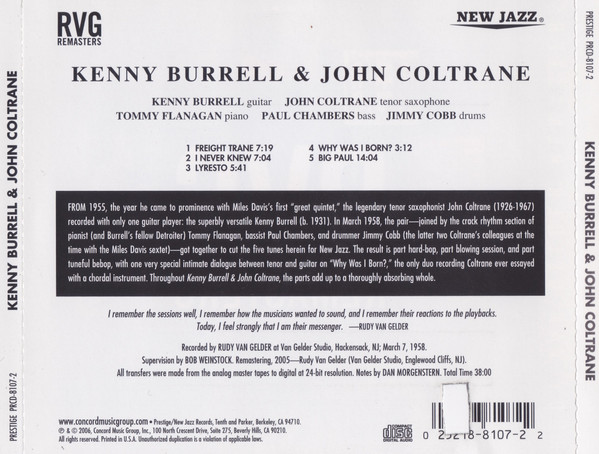 RVG
REMASTERS
NEW JAZZ®
KENNY BURRELL & JOHN COLTRANE
KENNY BURRELL guitar JOHN COLTRANE tenor saxophone
TOMMY FLANAGAN piano PAUL CHAMBERS bass JIMMY COBB drums
1 FREIGHT TRANE 7:19
2 I NEVER KNEW 7:04
3 LYRESTO 5:41
4 WHY WAS I BORN? 3:12
5 BIG PAUL 14:04
FROM 1955, the year he came to prominence with Miles Davis's first "great quintet," the legendary tenor saxophonist John Coltrane (1926-1967)
recorded with only one guitar player: the superbly versatile Kenny Burrell (b. 1931). In March 1958, the pair—joined by the crack rhythm section of
pianist (and Burrell's fellow Detroiter) Tommy Flanagan, bassist Paul Chambers, and drummer Jimmy Cobb (the latter two Coltrane's colleagues at the
time with the Miles Davis sextet)—got together to cut the five tunes herein for New Jazz. The result is part hard-bop, part blowing session, and part
tuneful bebop, with one very special intimate dialogue between tenor and guitar on "Why Was I Born?," the only duo recording Coltrane ever essayed
with a chordal instrument. Throughout Kenny Burrell & John Coltrane, the parts add up to a thoroughly absorbing whole.
I remember the sessions well, I remember how the musicians wanted to sound, and I remember their reactions to the playbacks.
Today, I feel strongly that I am their messenger. —RUDY VAN GELDER
Recorded by RUDY VAN GELDER at Van Gelder Studio, Hackensack, NJ; March 7, 1958.
Supervision by BOB WEINSTOCK. Remastering, 2005—Rudy Van Gelder (Van Gelder Studio, Englewood Cliffs, NJ).
All transfers were made from the analog master tapes to digital at 24-bit resolution. Notes by DAN MORGENSTERN. Total Time 38:00
www.concordmusicgroup.com • Prestige/New Jazz Records, Tenth and Parker, Berkeley, CA 94710.
℗ & © 2006, Concord Music Group, Inc., 100 North Crescent Drive, Suite 275, Beverly Hills, CA 90210.
All rights reserved. Printed in U.S.A. Unauthorized duplication is a violation of applicable laws.
COMPACT
disc
DIGITAL AUDIO
0 25218-8107-2 2
PRESTIGE PRCD-8107-2
KENNY BURRELL & JOHN COLTRANE
PRESTIGE PRCD-8107-2
KENNY BURRELL & JOHN COLTRANE